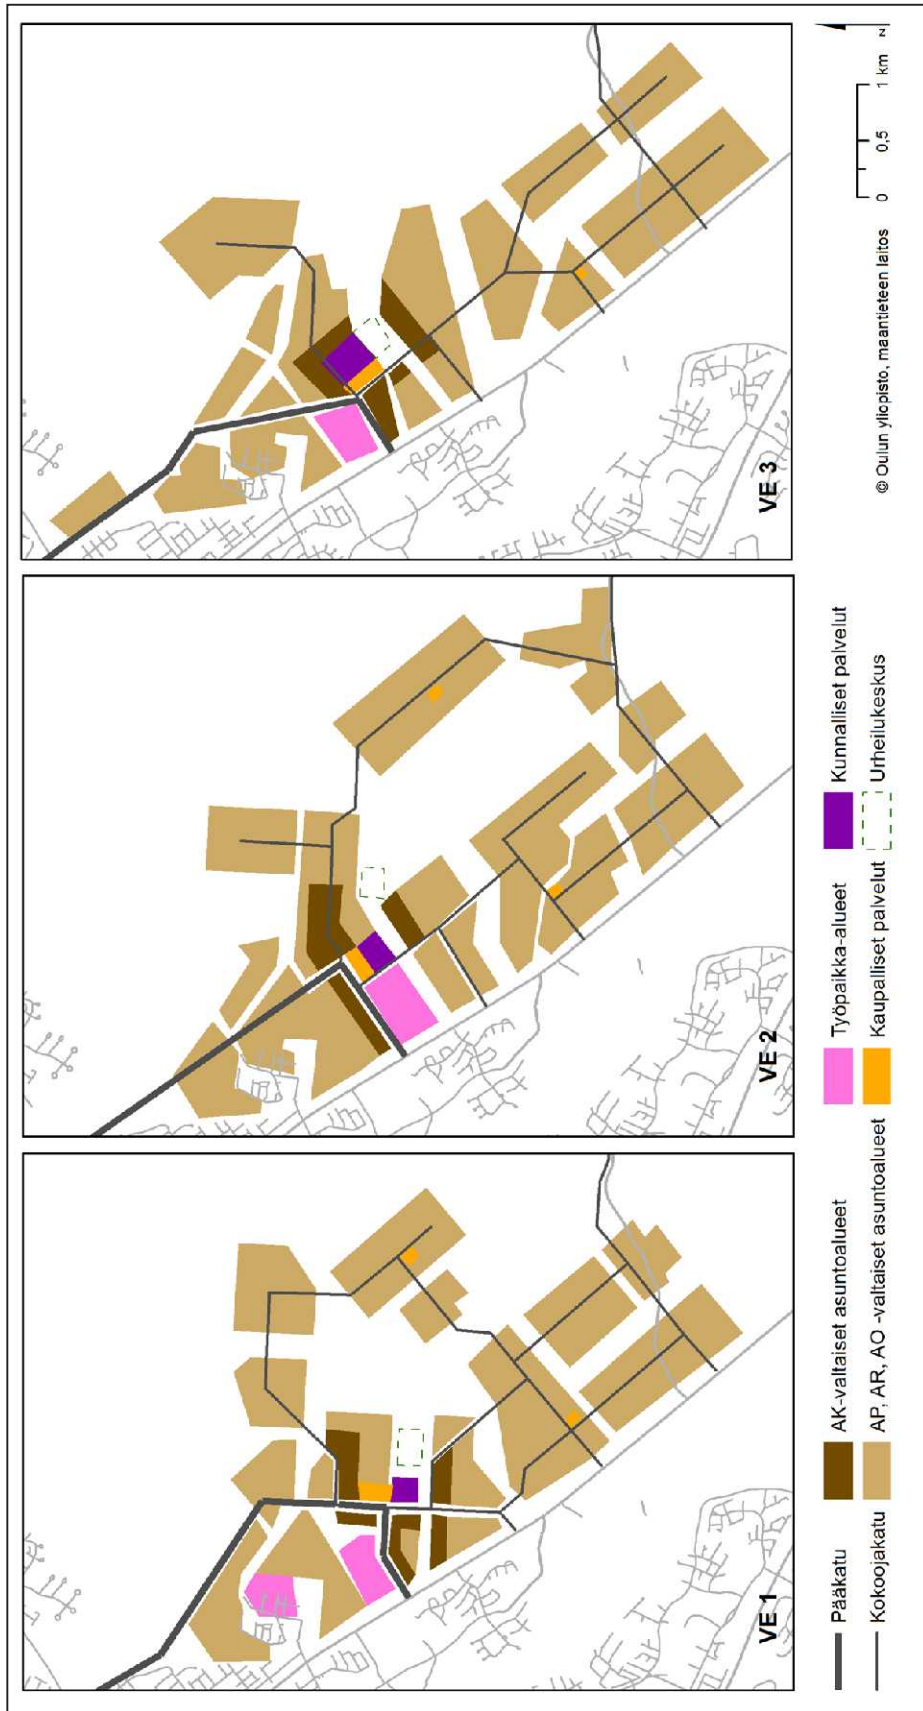 VE 1
VE 2
VE 3
Pääkatu
Kokoojakatu
AK-valtaiset asuntoalueet
AP, AR, AO -valtaiset asuntoalueet
Työpaikka-alueet
Kaupalliset palvelut
Kunnalliset palvelut
Urheilukeskus
© Oulun yliopisto, maantieteen laitos
0 0,5 1 km
N